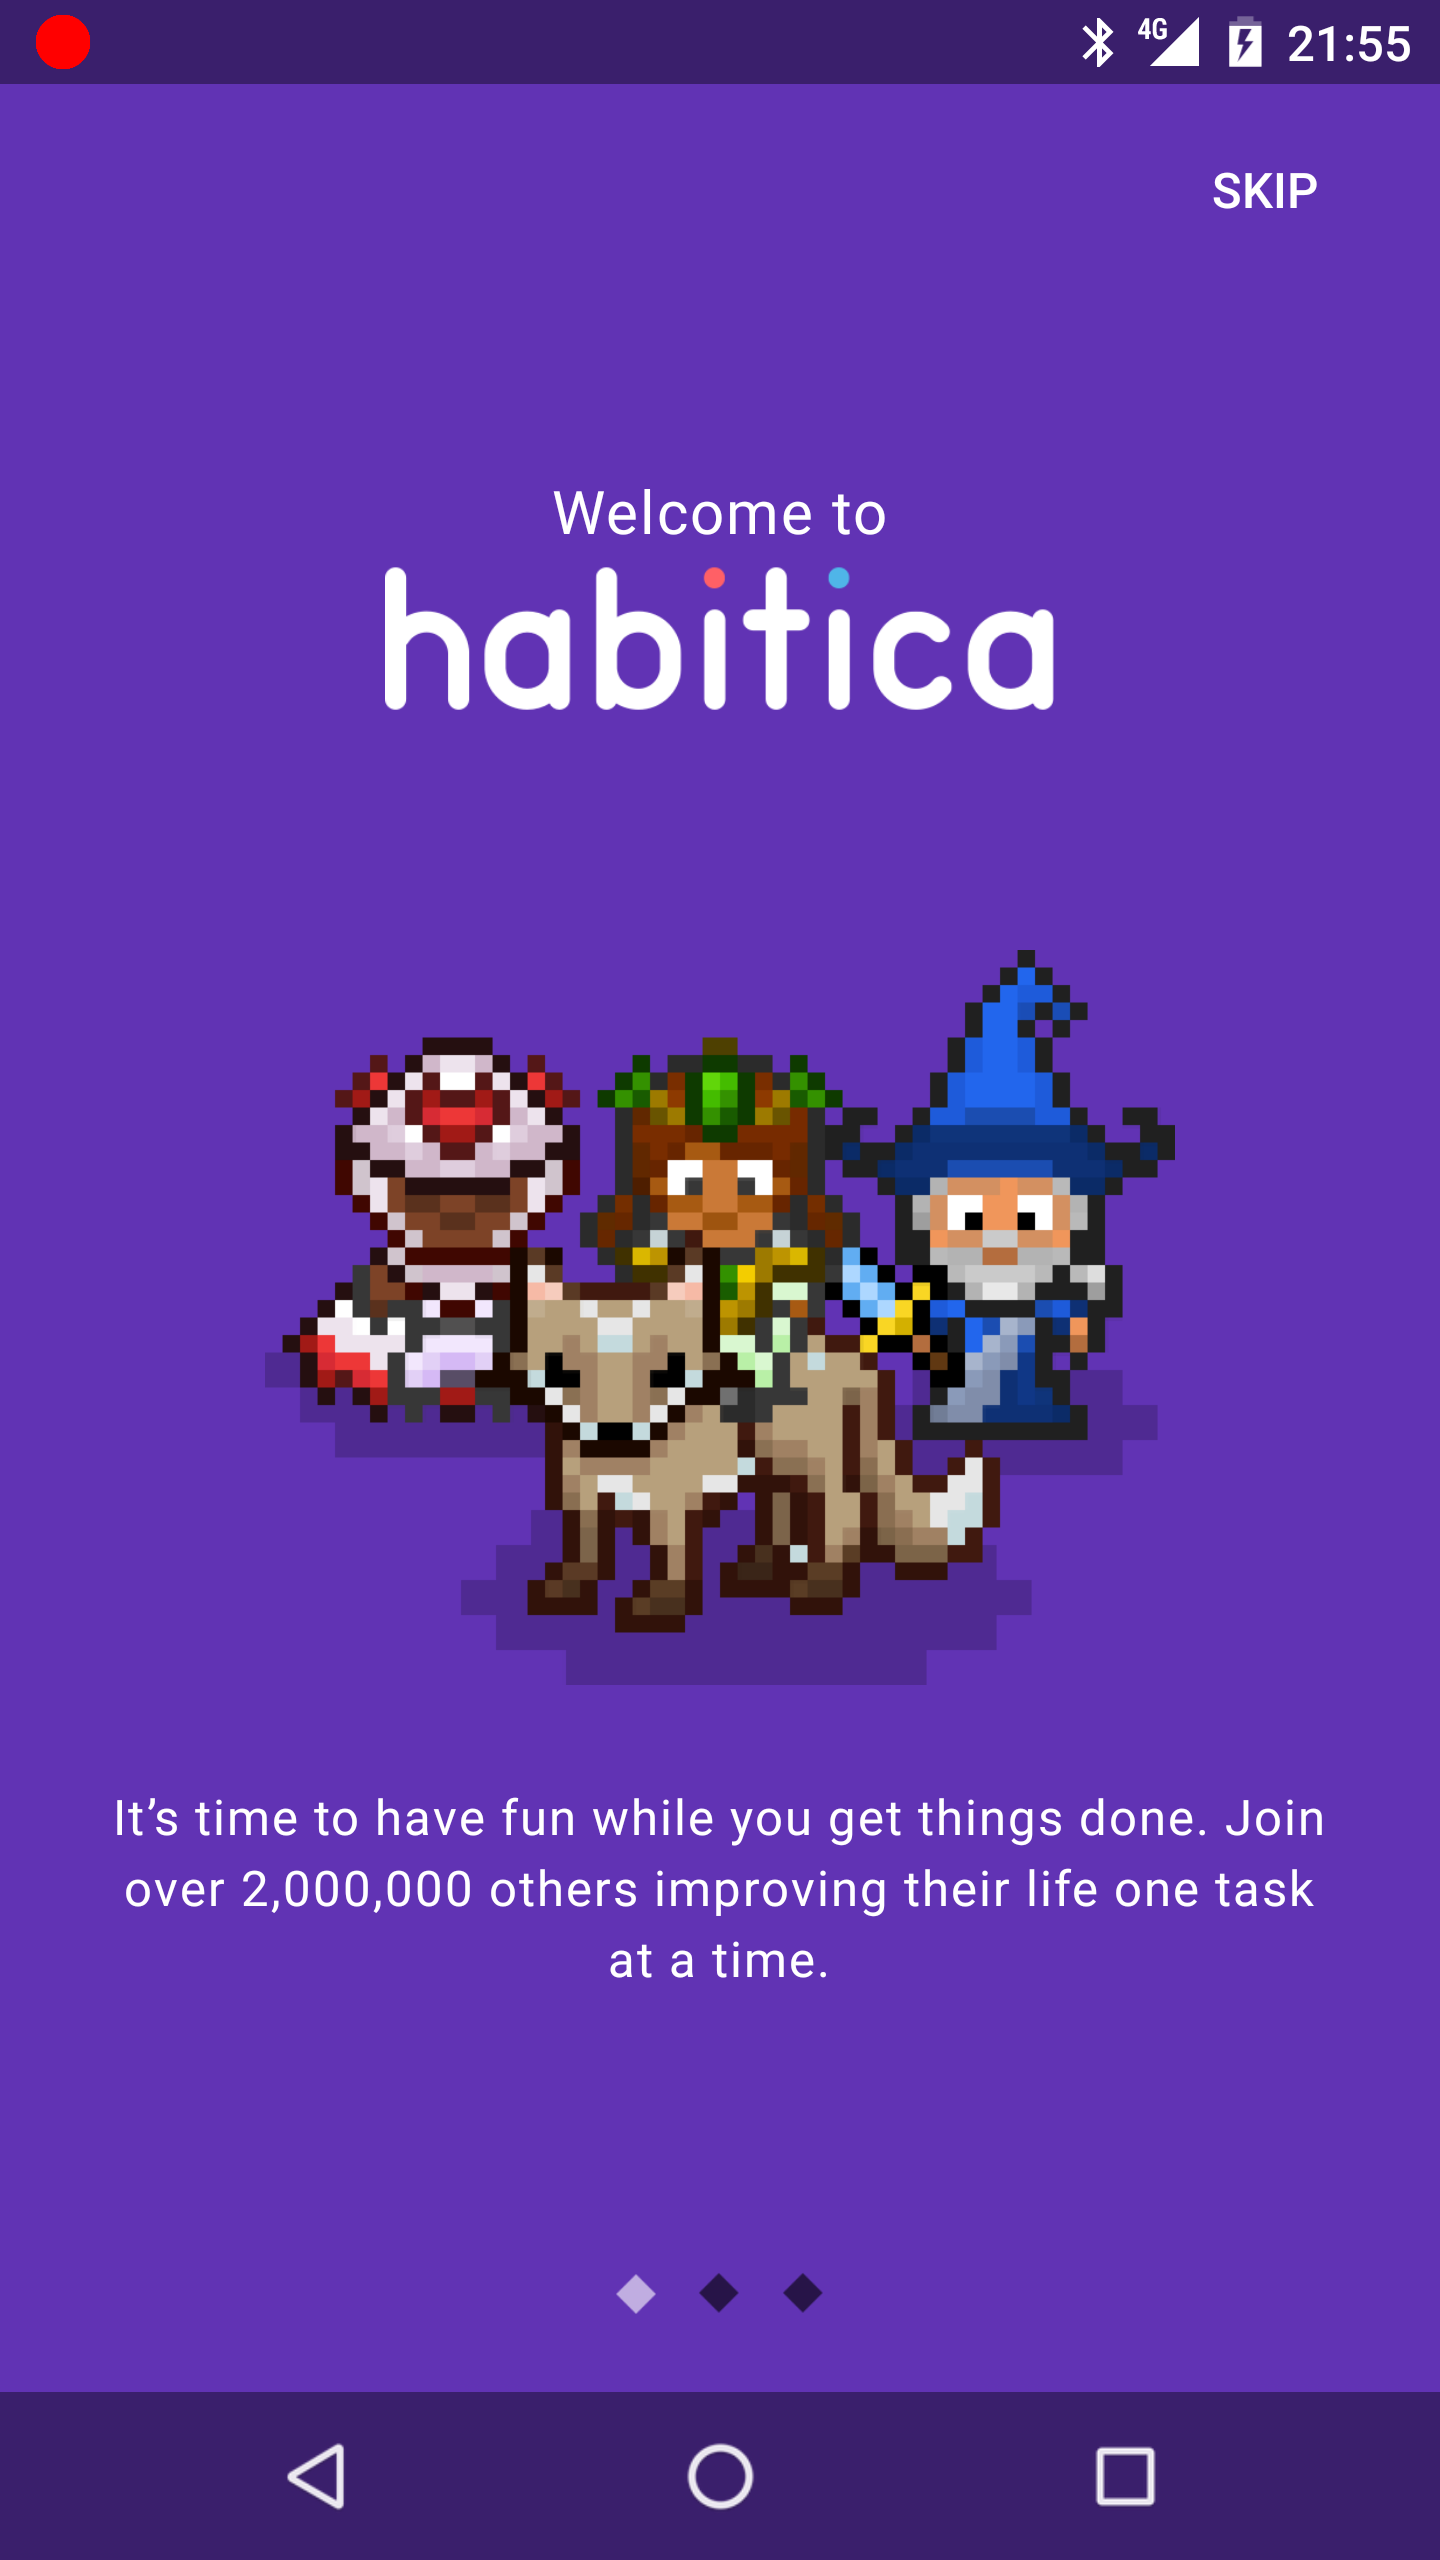 4G 21:55
SKIP
Welcome to
habitica
It’s time to have fun while you get things done. Join
over 2,000,000 others improving their life one task
at a time.